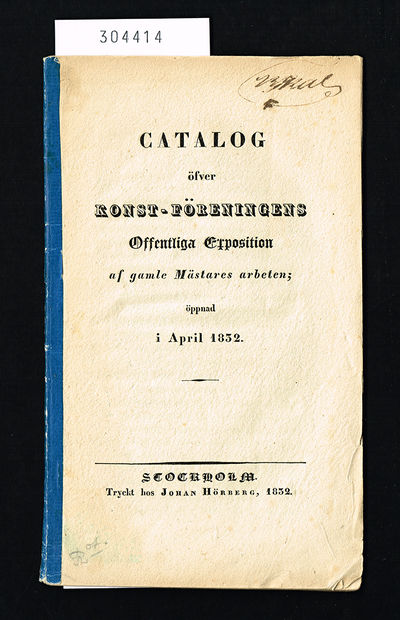 304414
CATALOG
öfver
KONST-FÖRENINGENS
Offentliga Exposition
af gamle Mästares arbeten;
öppnad
i April 1832.
STOCKHOLM.
Tryckt hos JOHAN HÖRBERG, 1832.